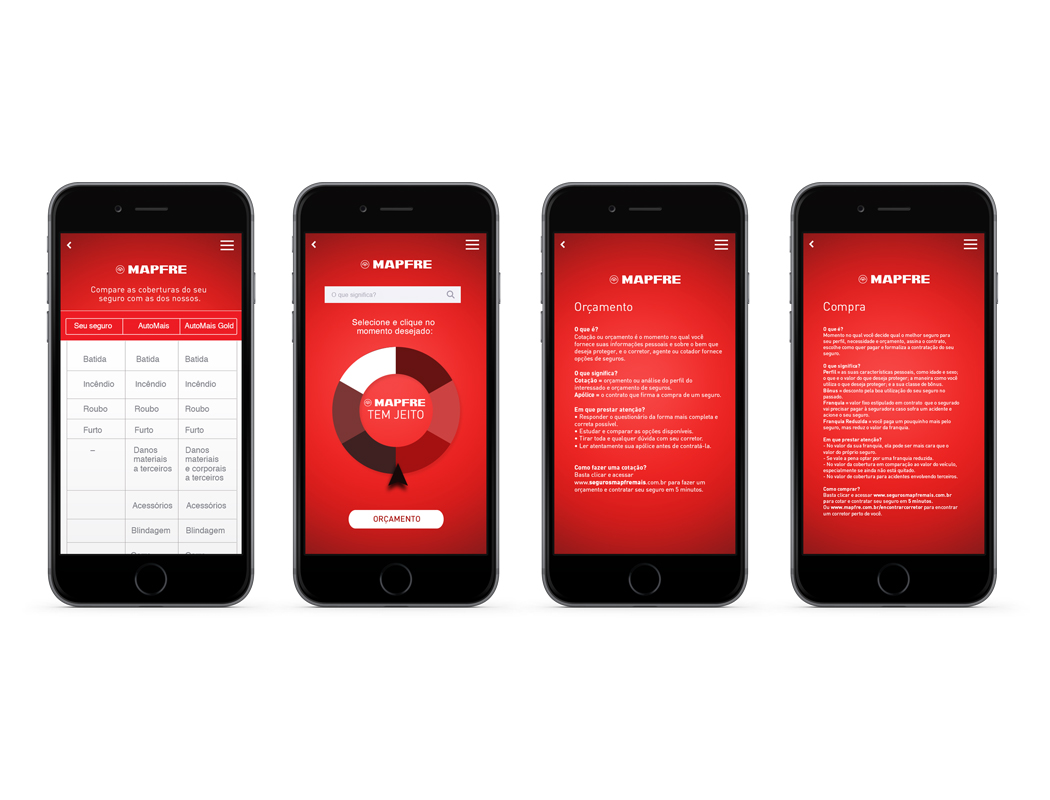 MAPFRE
Compare as coberturas do seu
seguro com as dos nossos.
Seu seguro AutoMais AutoMais Gold
Batida Batida Batida
Incêndio Incêndio Incêndio
Roubo Roubo Roubo
Furto Furto Furto
– Danos Danos
materiais materiais
a terceiros e corporais
a terceiros
Acessórios Acessórios
Blindagem Blindagem
MAPFRE
O que significa?
Selecione e clique no
momento desejado:
MAPFRE
TEM JEITO
ORÇAMENTO
MAPFRE
Orçamento
O que é?
Cotação ou orçamento é o momento no qual você
fornece suas informações pessoais e sobre o bem que
deseja proteger, e o corretor, agente ou cotador fornece
opções de seguros.
O que significa?
Cotação = orçamento ou análise do perfil do
interessado e orçamento de seguros.
Apólice = o contrato que firma a compra de um seguro.
Em que prestar atenção?
• Responder o questionário da forma mais completa e
correta possível.
• Estudar e comparar as opções disponíveis.
• Tirar toda e qualquer dúvida com seu corretor.
• Ler atentamente sua apólice antes de contratá-la.
Como fazer uma cotação?
Basta clicar e acessar
www.segurosmapfremais.com.br para fazer um
orçamento e contratar seu seguro em 5 minutos.
MAPFRE
Compra
O que é?
Momento no qual você decide qual o melhor seguro para
seu perfil, necessidade e orçamento, assina o contrato,
escolhe como quer pagar e formaliza a contratação de seu
seguro.
O que significa?
Perfil = as suas características pessoais, como idade e sexo;
o que e o valor do que deseja proteger; a maneira como você
utiliza o que deseja proteger; e a sua classe de bônus.
Bônus = desconto pela boa utilização do seu seguro no
passado.
Franquia = valor fixo estipulado em contrato que o segurado
vai precisar pagar à seguradora caso sofra um acidente e
acione o seu seguro.
Franquia Reduzida = você paga um pouquinho mais pelo
seguro, mas reduz o valor da franquia.
Em que prestar atenção?
- No valor da sua franquia, ela pode ser mais cara que o
valor do próprio seguro.
- Se vale a pena optar por uma franquia reduzida.
- No valor da cobertura em comparação ao valor do veículo,
especialmente se ainda não está quitado.
- No valor de cobertura para acidentes envolvendo terceiros.
Como comprar?
Basta clicar e acessar www.segurosmapfremais.com.br
para cotar e contratar seu seguro em 5 minutos.
Ou www.mapfre.com.br/encontrarcorretor para encontrar
um corretor perto de você.